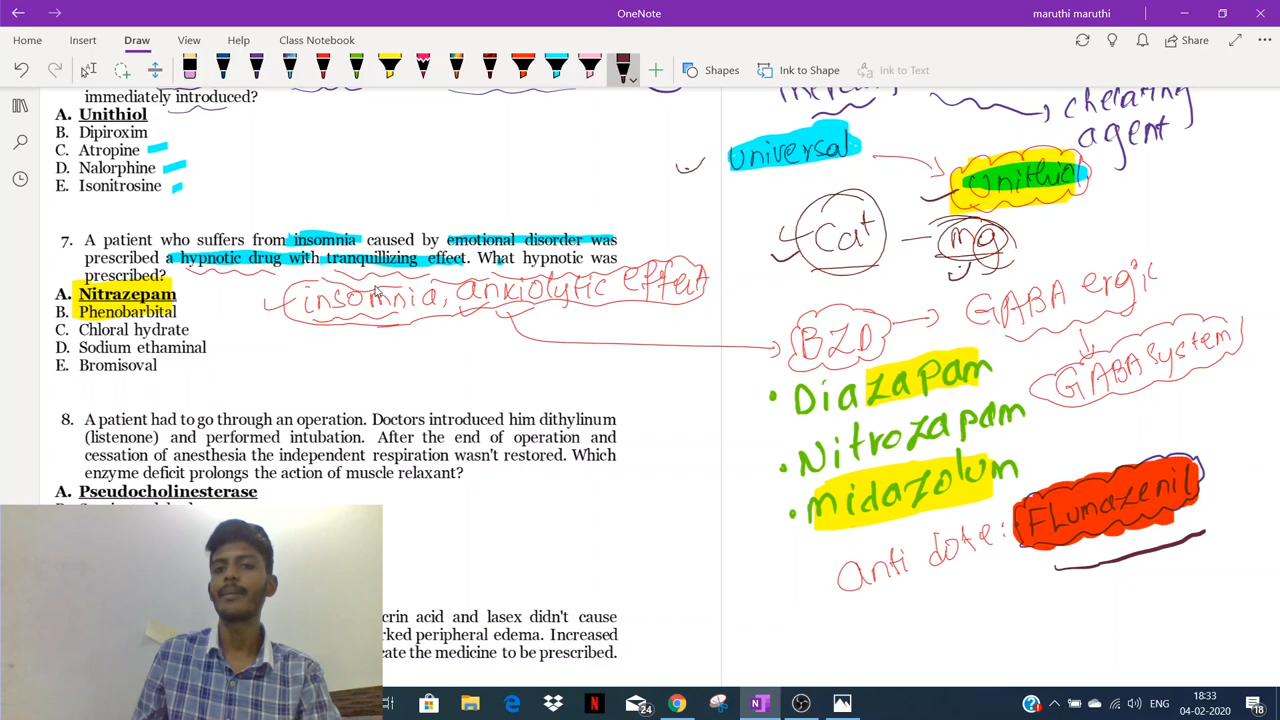 OneNote
maruthi maruthi
Home
Insert
Draw
View
Help
Class Notebook
Share
Shapes
Ink to Shape
Ink to Text
immediately introduced?
A. Unithiol
B. Dipiroxim
C. Atropine
D. Nalorphine
E. Isonitrosine
7. A patient who suffers from insomnia caused by emotional disorder was
prescribed a hypnotic drug with tranquillizing effect. What hypnotic was
prescribed?
A. Nitrazepam
B. Phenobarbital
C. Chloral hydrate
D. Sodium ethaminal
E. Bromisoval
insomnia, anxiolytic effect
8. A patient had to go through an operation. Doctors introduced him dithylinum
(listenone) and performed intubation. After the end of operation and
cessation of anesthesia the independent respiration wasn't restored. Which
enzyme deficit prolongs the action of muscle relaxant?
A. Pseudocholinesterase
crin acid and lasex didn't cause
rked peripheral edema. Increased
cate the medicine to be prescribed.
chelating
agent
Universal
Unithiol
Ca+
Mg
BZD
GABA ergic
GABA system
• Diazapam
• Nitrozapam
• midazolum
anti dote: FLumazenil
24
ENG
18:33
04-02-2020
18